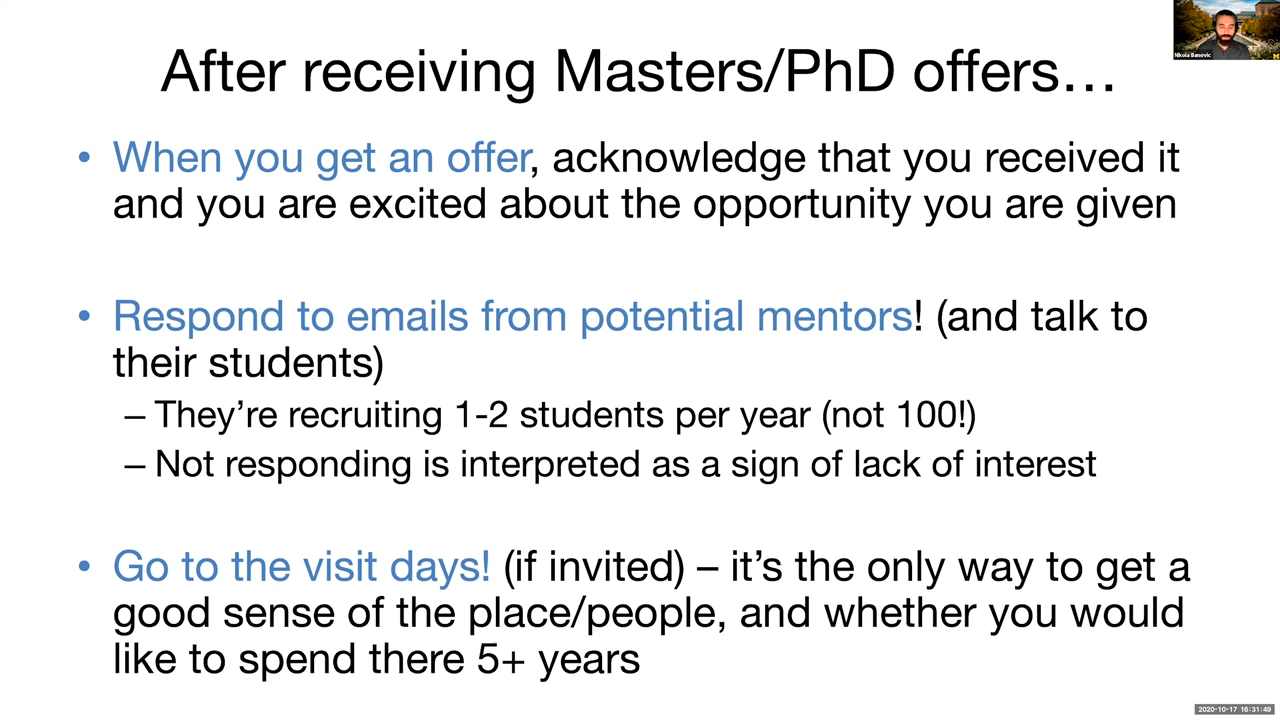 After receiving Masters/PhD offers…
• When you get an offer, acknowledge that you received it
and you are excited about the opportunity you are given
• Respond to emails from potential mentors! (and talk to
their students)
– They’re recruiting 1-2 students per year (not 100!)
– Not responding is interpreted as a sign of lack of interest
• Go to the visit days! (if invited) – it’s the only way to get a
good sense of the place/people, and whether you would
like to spend there 5+ years
Nikola Banovic
M
2020-10-17 16:31:49